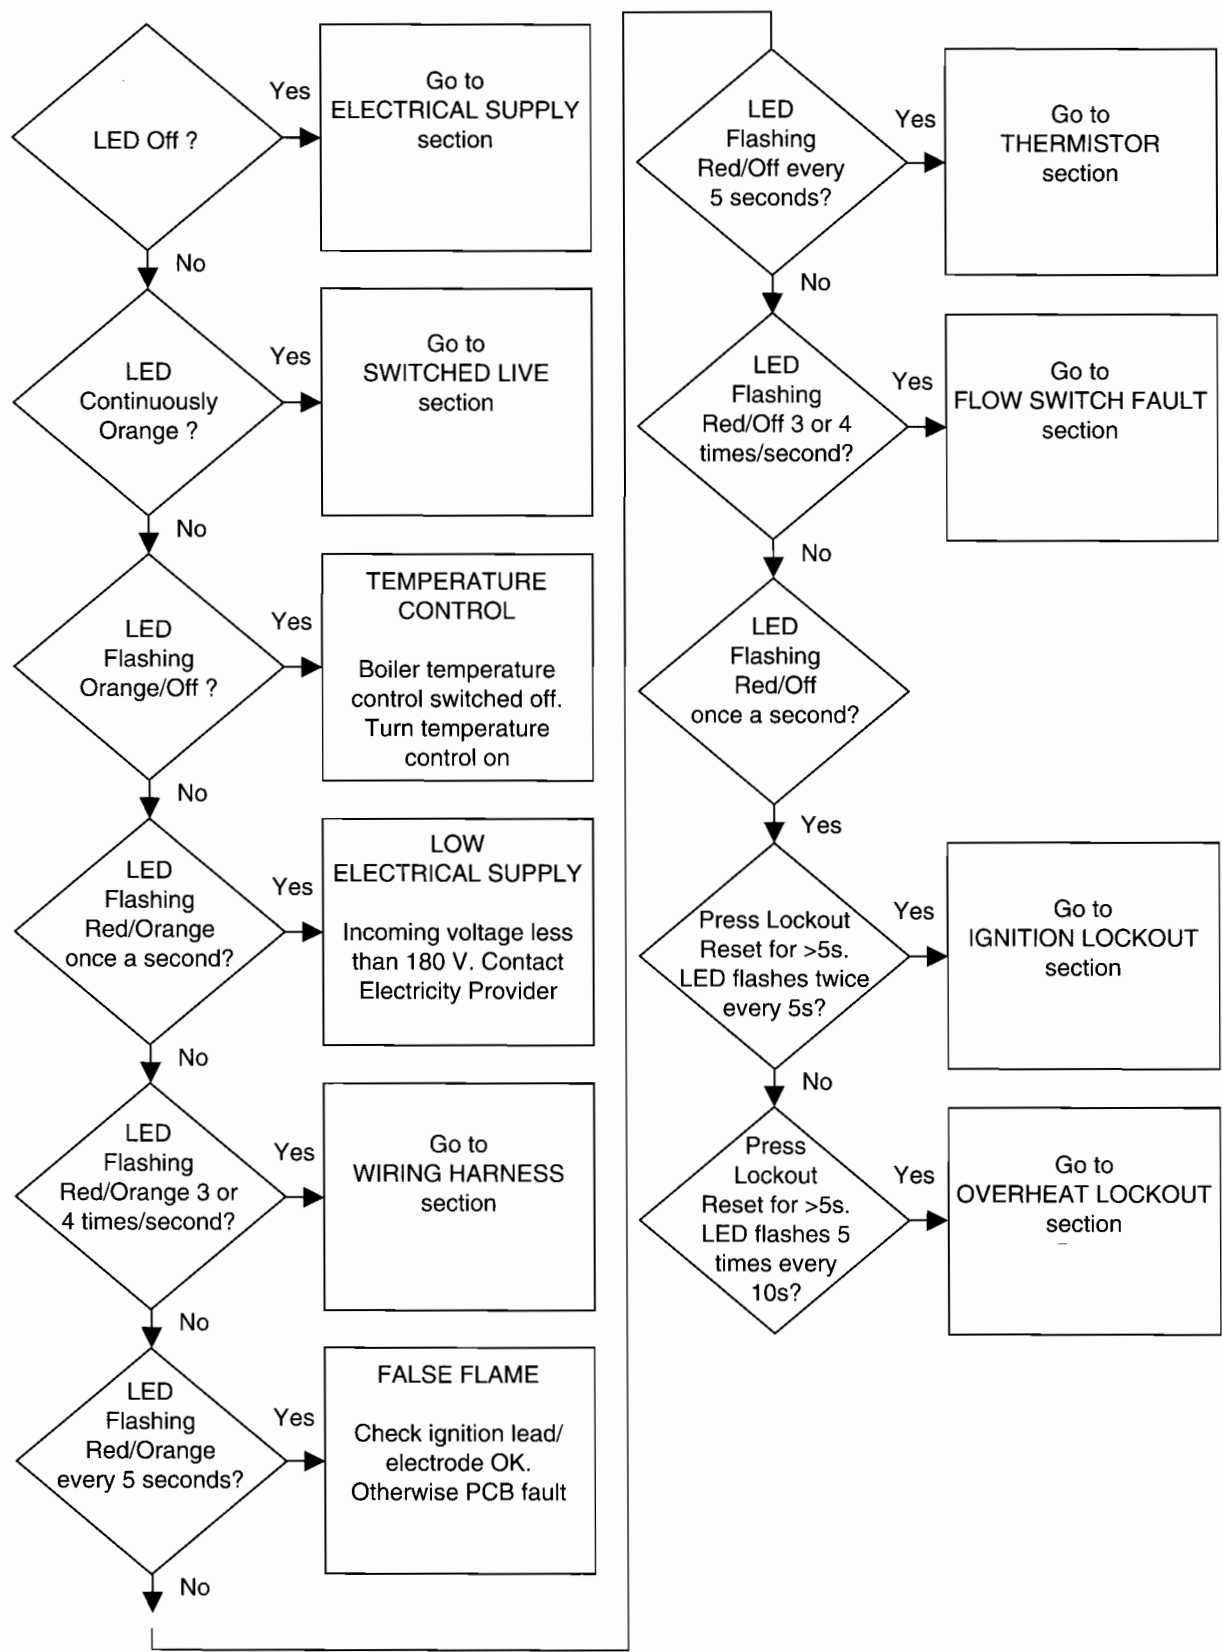 LED Off ?
Yes
Go to
ELECTRICAL SUPPLY
section
No
LED
Continuously
Orange ?
Yes
Go to
SWITCHED LIVE
section
No
LED
Flashing
Orange/Off ?
Yes
TEMPERATURE
CONTROL
Boiler temperature
control switched off.
Turn temperature
control on
No
LED
Flashing
Red/Orange
once a second?
Yes
LOW
ELECTRICAL SUPPLY
Incoming voltage less
than 180 V. Contact
Electricity Provider
No
LED
Flashing
Red/Orange 3 or
4 times/second?
Yes
Go to
WIRING HARNESS
section
No
LED
Flashing
Red/Orange
every 5 seconds?
Yes
FALSE FLAME
Check ignition lead/
electrode OK.
Otherwise PCB fault
No
LED
Flashing
Red/Off every
5 seconds?
Yes
Go to
THERMISTOR
section
No
LED
Flashing
Red/Off 3 or 4
times/second?
Yes
Go to
FLOW SWITCH FAULT
section
No
LED
Flashing
Red/Off
once a second?
Yes
Press Lockout
Reset for >5s.
LED flashes twice
every 5s?
Yes
Go to
IGNITION LOCKOUT
section
No
Press
Lockout
Reset for >5s.
LED flashes 5
times every
10s?
Yes
Go to
OVERHEAT LOCKOUT
section